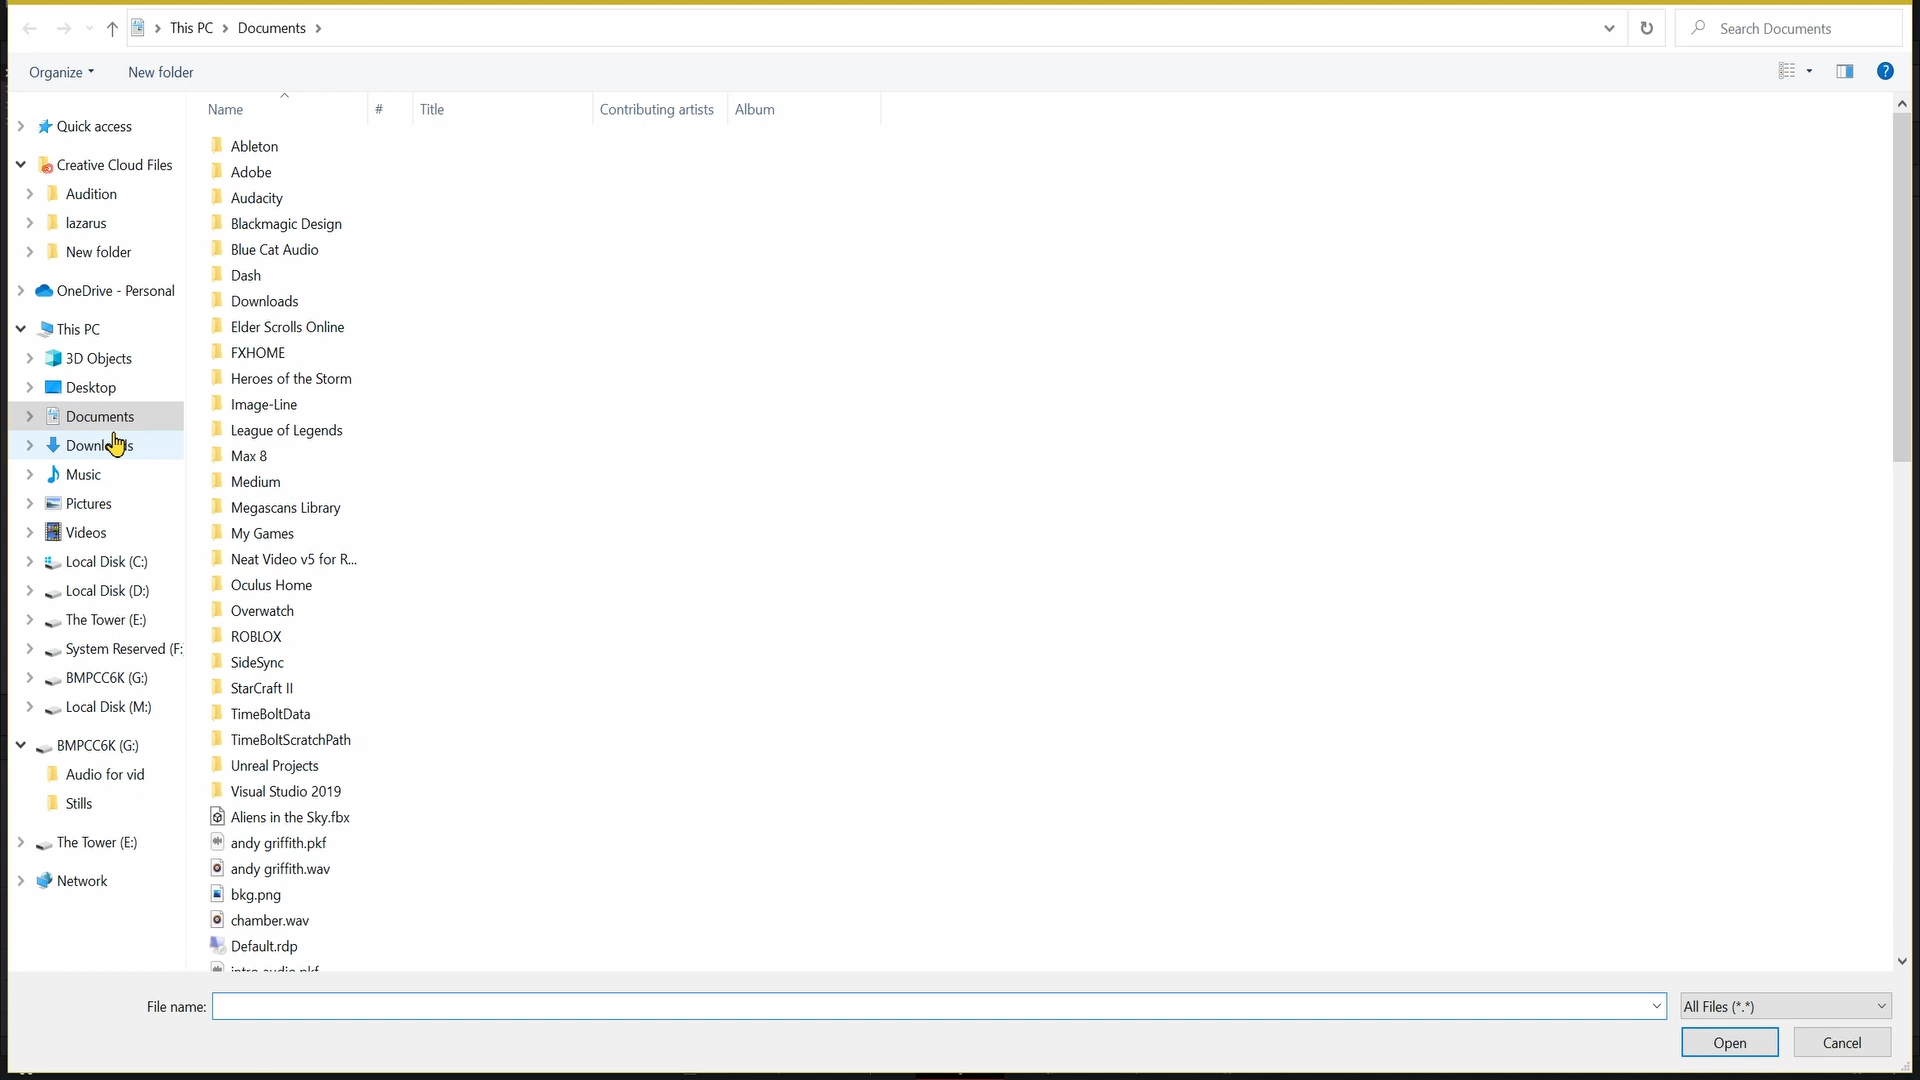 This PC > Documents >
Search Documents
Organize
New folder
Name
#
Title
Contributing artists
Album
Quick access
Creative Cloud Files
Audition
lazarus
New folder
OneDrive - Personal
This PC
3D Objects
Desktop
Documents
Downloads
Music
Pictures
Videos
Local Disk (C:)
Local Disk (D:)
The Tower (E:)
System Reserved (F:
BMPCC6K (G:)
Local Disk (M:)
BMPCC6K (G:)
Audio for vid
Stills
The Tower (E:)
Network
Ableton
Adobe
Audacity
Blackmagic Design
Blue Cat Audio
Dash
Downloads
Elder Scrolls Online
FXHOME
Heroes of the Storm
Image-Line
League of Legends
Max 8
Medium
Megascans Library
My Games
Neat Video v5 for R...
Oculus Home
Overwatch
ROBLOX
SideSync
StarCraft II
TimeBoltData
TimeBoltScratchPath
Unreal Projects
Visual Studio 2019
Aliens in the Sky.fbx
andy griffith.pkf
andy griffith.wav
bkg.png
chamber.wav
Default.rdp
intro audio.pkf
File name:
All Files (*.*)
Open
Cancel